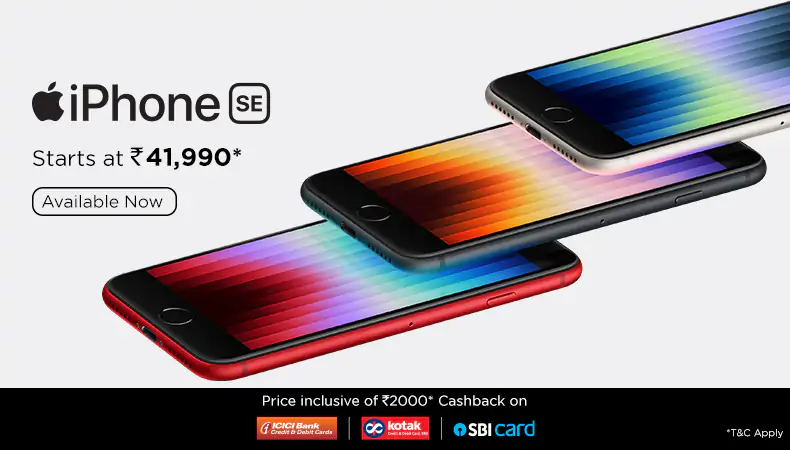 iPhone SE
Starts at ₹41,990*
Available Now
Price inclusive of ₹2000* Cashback on
ICICI Bank
Credit & Debit Cards
kotak
SBI card
*T&C Apply